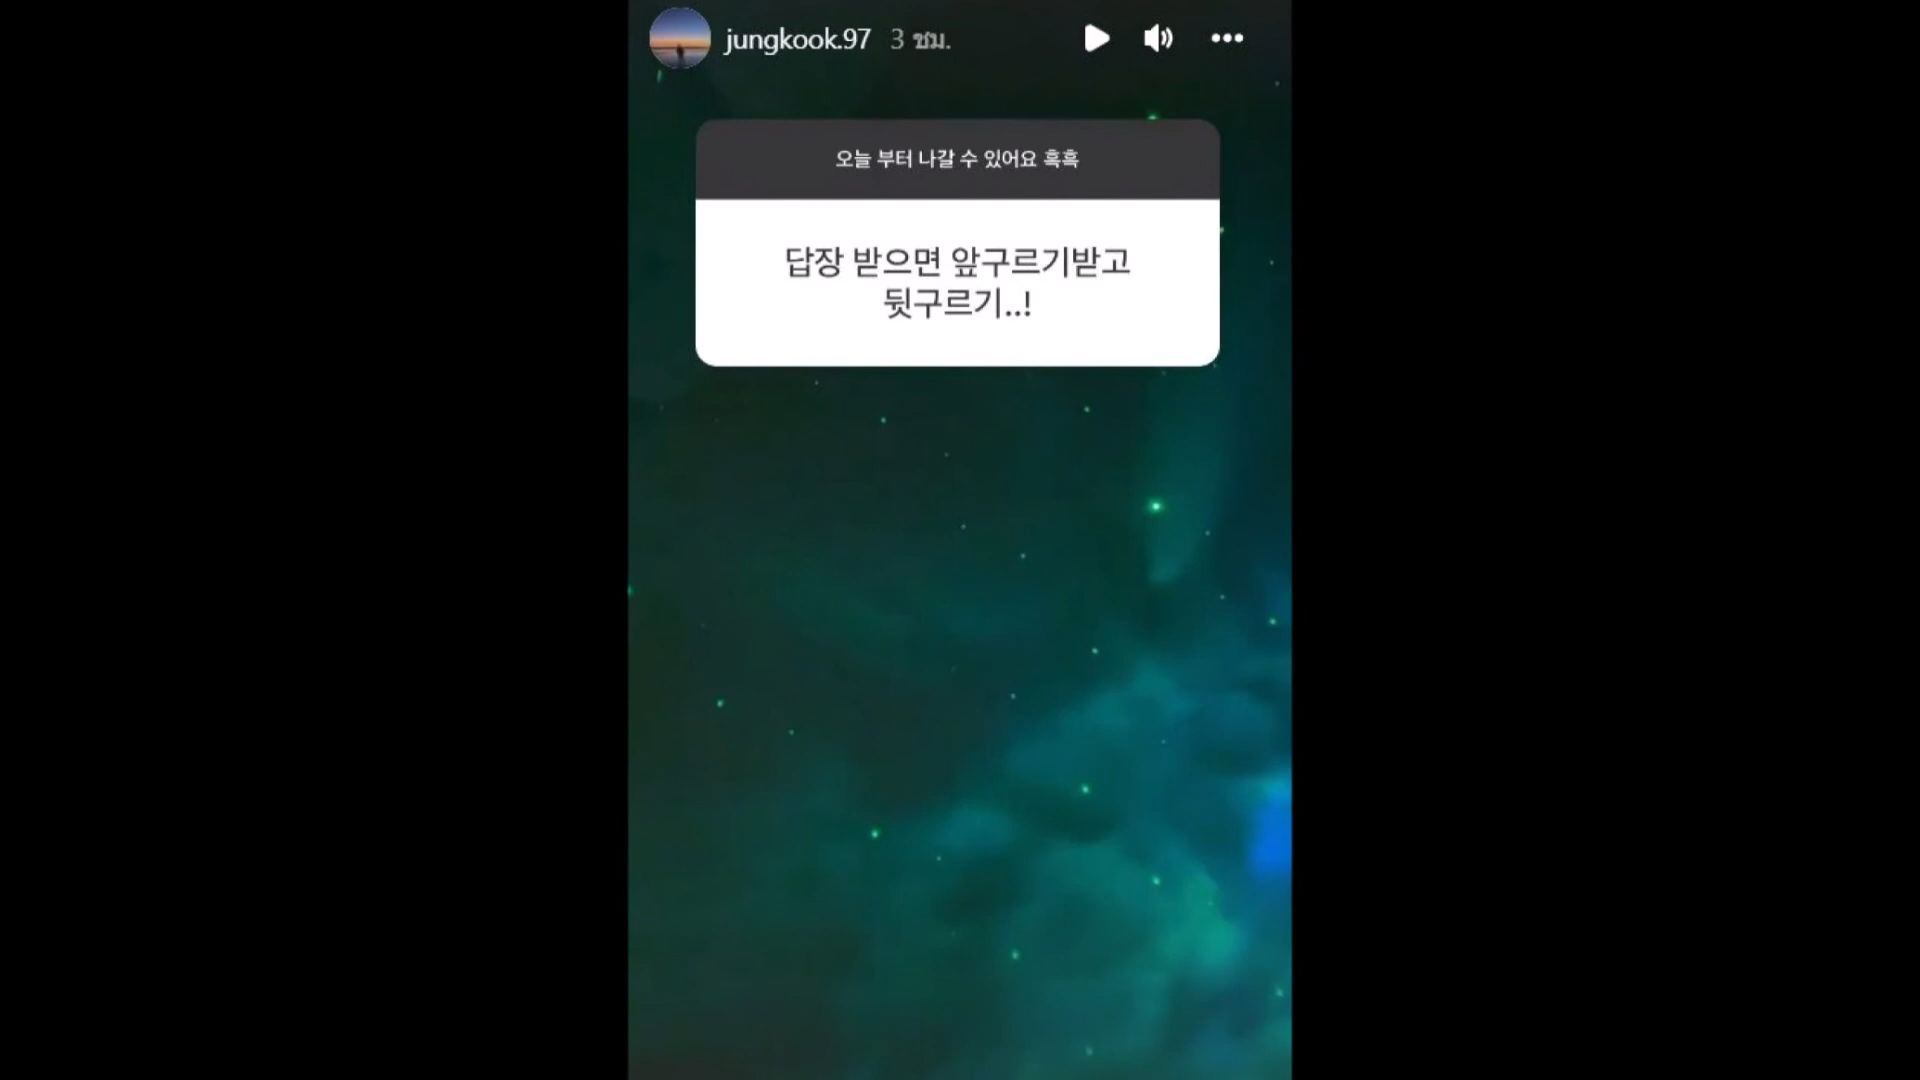 jungkook.97 3 ชม.
오늘 부터 나갈 수 있어요 흑흑
답장 받으면 앞구르기받고
뒷구르기..!